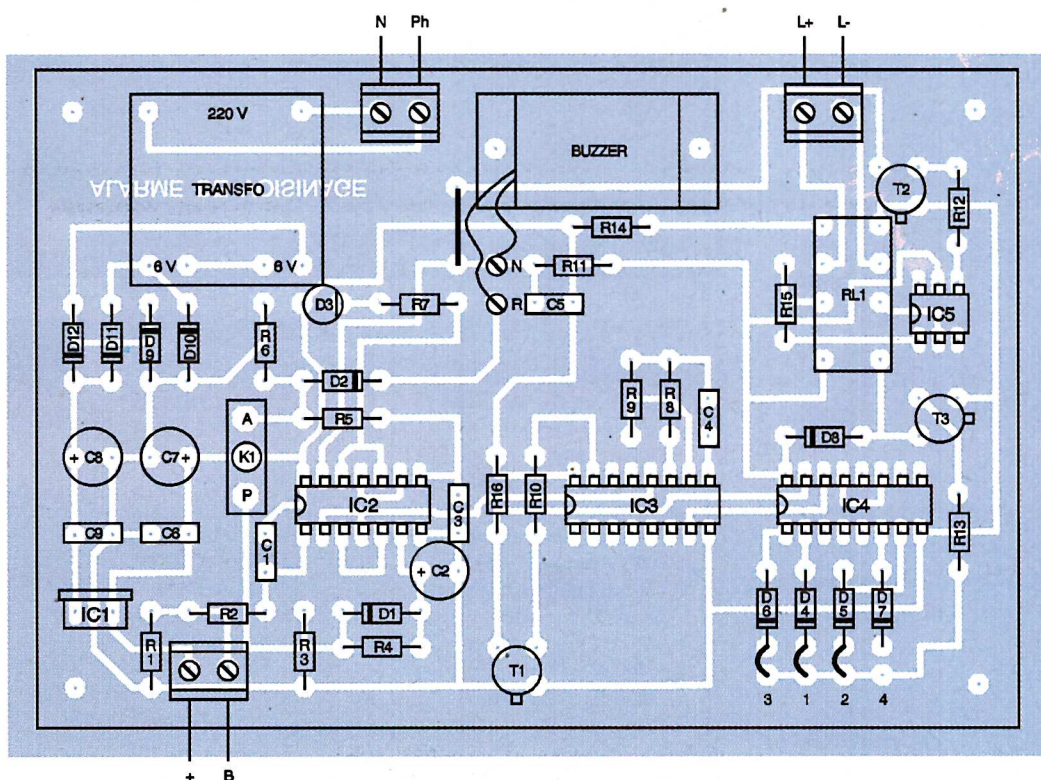 N Ph L+ L-
220 V
BUZZER
ALARME DE VOISINAGE
TRANSFO
T2
R12
R14
N
6 V 6 V
R11
D3
R7
R
C5
R15
RL1
IC5
D12
D11
D9
D10
R6
D2
R9
R8
C4
A
R5
T3
D8
C8
C7
K1
P
IC2
C3
R16
R10
IC3
IC4
C9
C6
C1
R13
C2
D6
D4
D5
D7
IC1
R2
D1
R1
R3
R4
T1
3 1 2 4
+ B